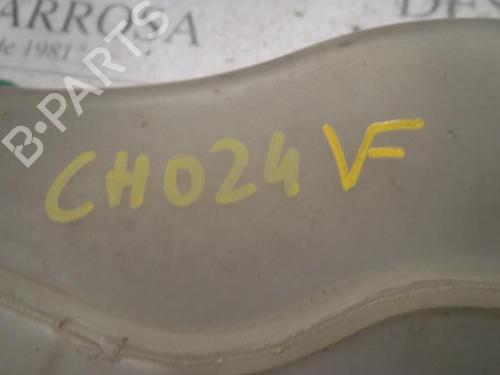 ARROSA
de 1981
B-PARTS
CH024 VF